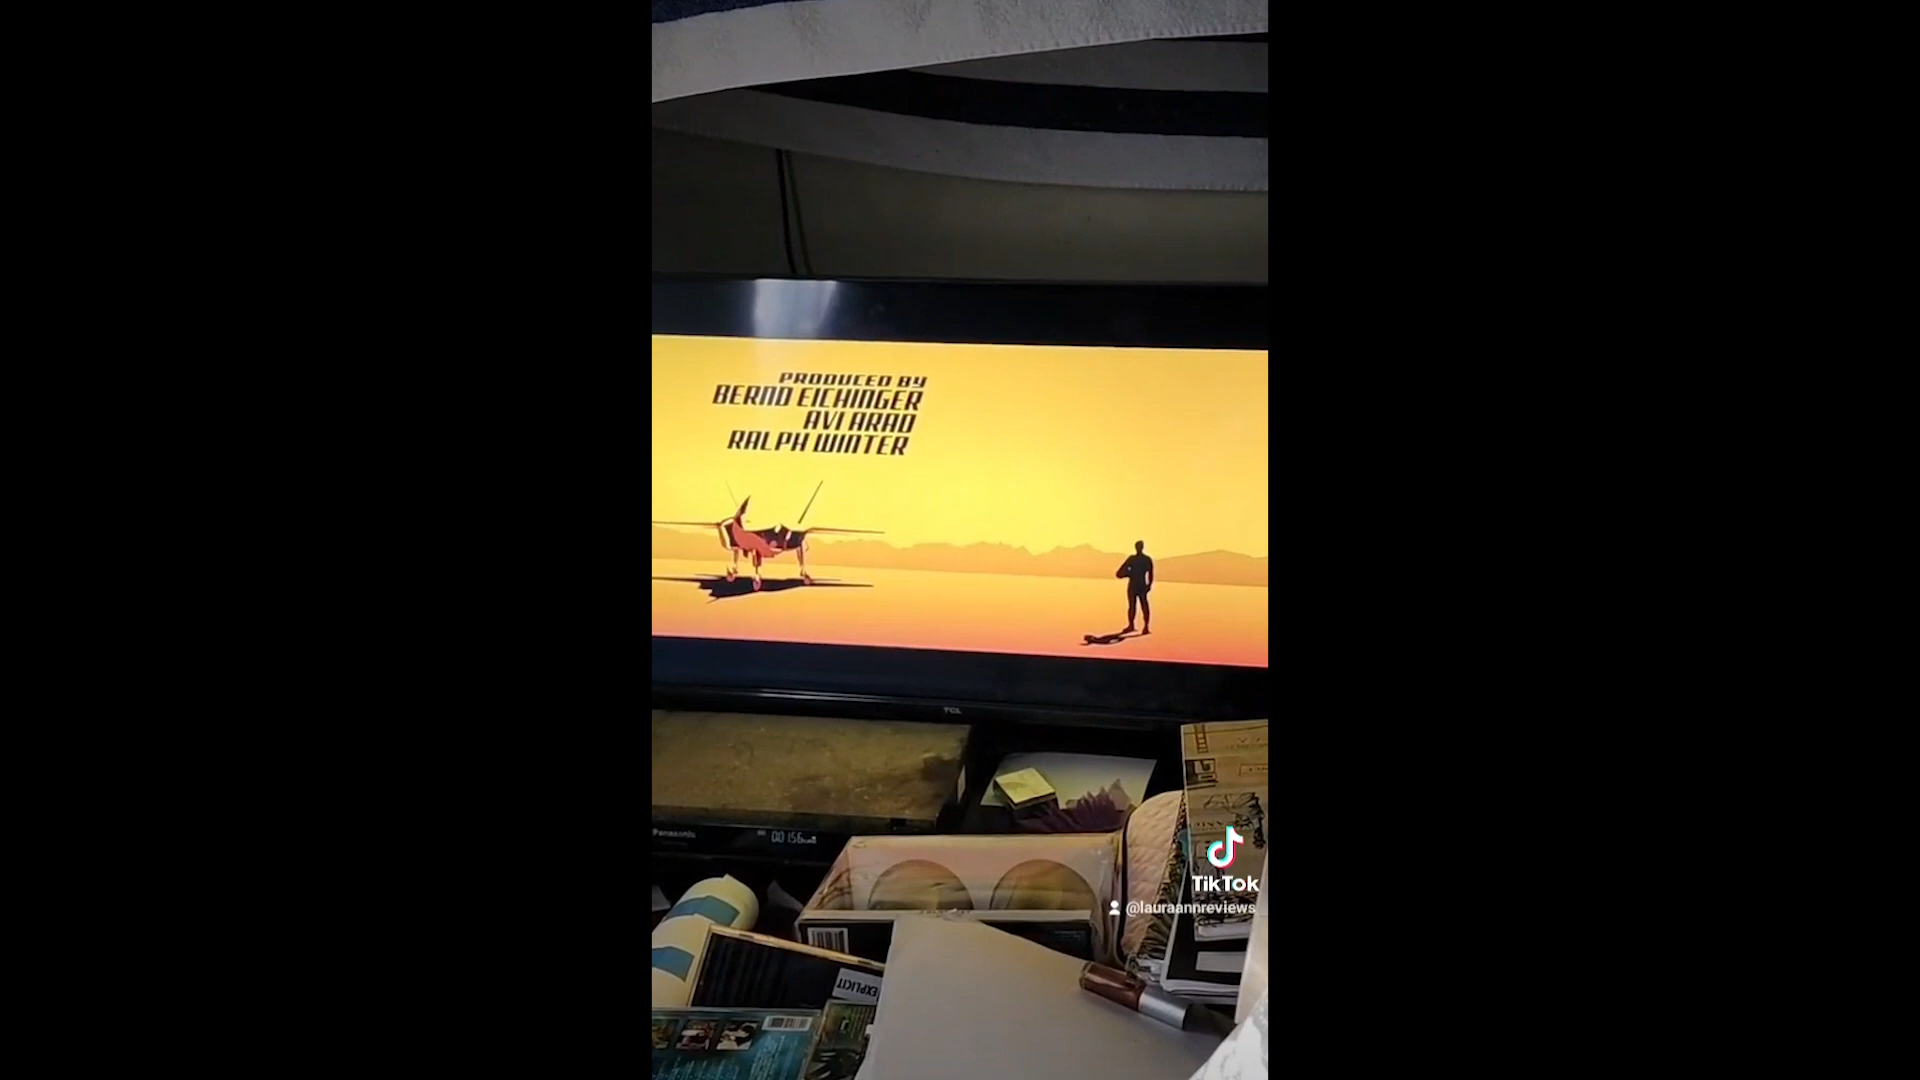 PRODUCED BY
BERND EICHINGER
AVI ARAD
RALPH WINTER
TCL
Panasonic
EXPLICIT
TikTok
@lauraannreviews